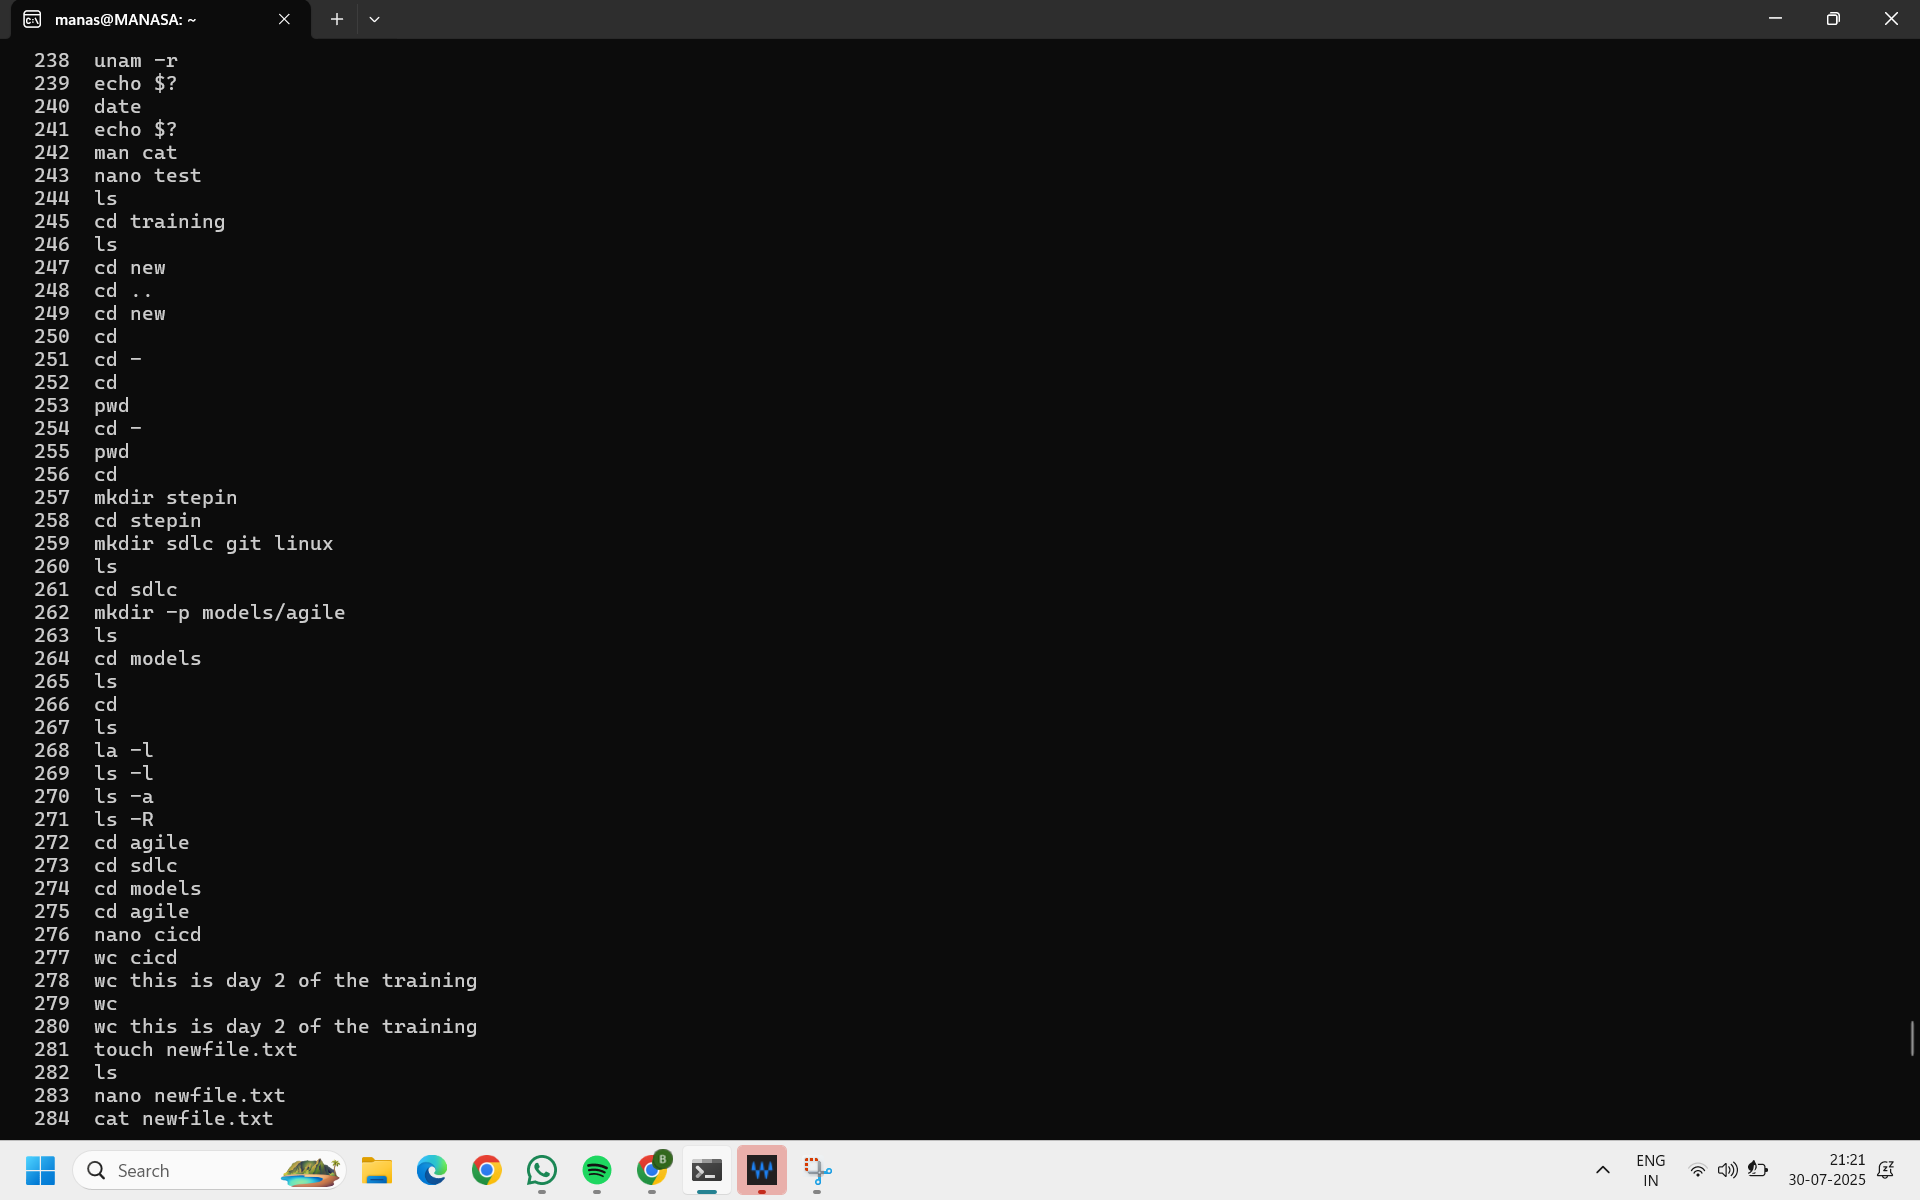 manas@MANASA: ~
238 unam -r
239 echo $?
240 date
241 echo $?
242 man cat
243 nano test
244 ls
245 cd training
246 ls
247 cd new
248 cd ..
249 cd new
250 cd
251 cd -
252 cd
253 pwd
254 cd -
255 pwd
256 cd
257 mkdir stepin
258 cd stepin
259 mkdir sdlc git linux
260 ls
261 cd sdlc
262 mkdir -p models/agile
263 ls
264 cd models
265 ls
266 cd
267 ls
268 la -l
269 ls -l
270 ls -a
271 ls -R
272 cd agile
273 cd sdlc
274 cd models
275 cd agile
276 nano cicd
277 wc cicd
278 wc this is day 2 of the training
279 wc
280 wc this is day 2 of the training
281 touch newfile.txt
282 ls
283 nano newfile.txt
284 cat newfile.txt
Search
B
ENG
IN
21:21
30-07-2025